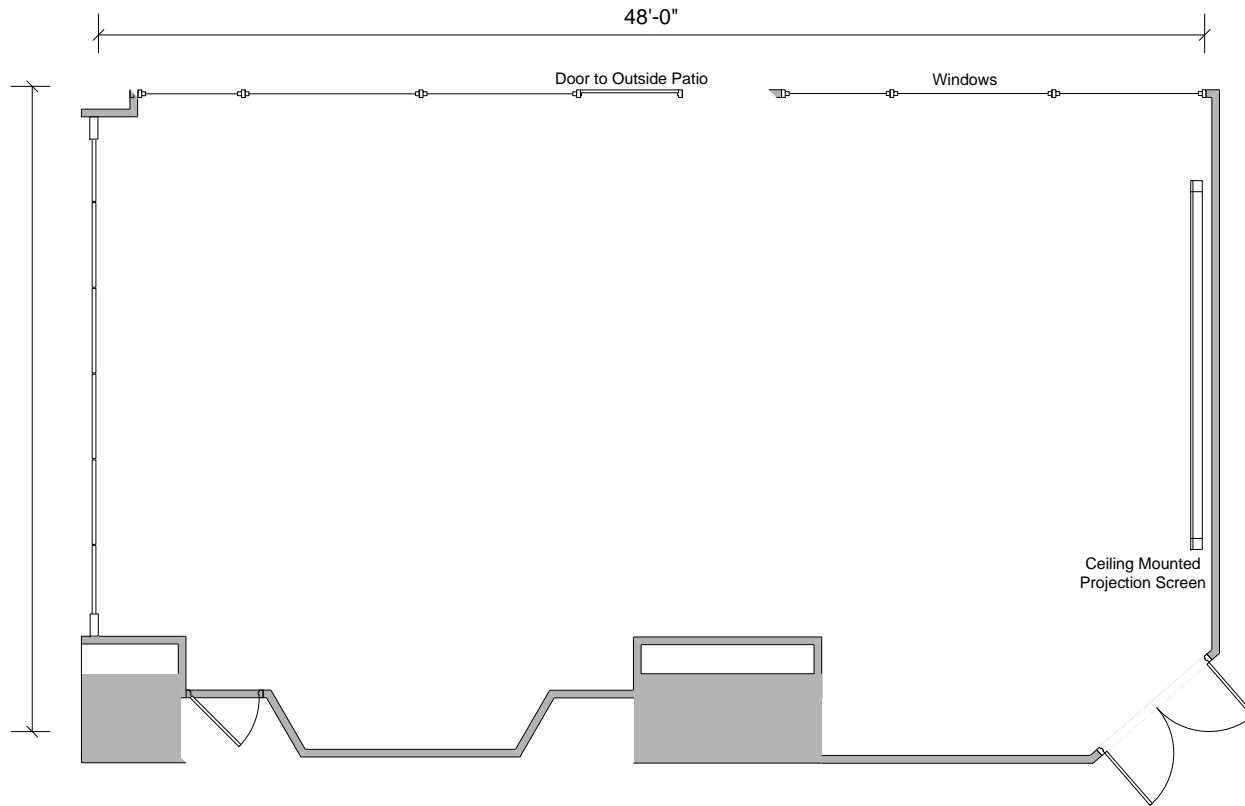 48'-0"
Door to Outside Patio
Windows
Ceiling Mounted
Projection Screen